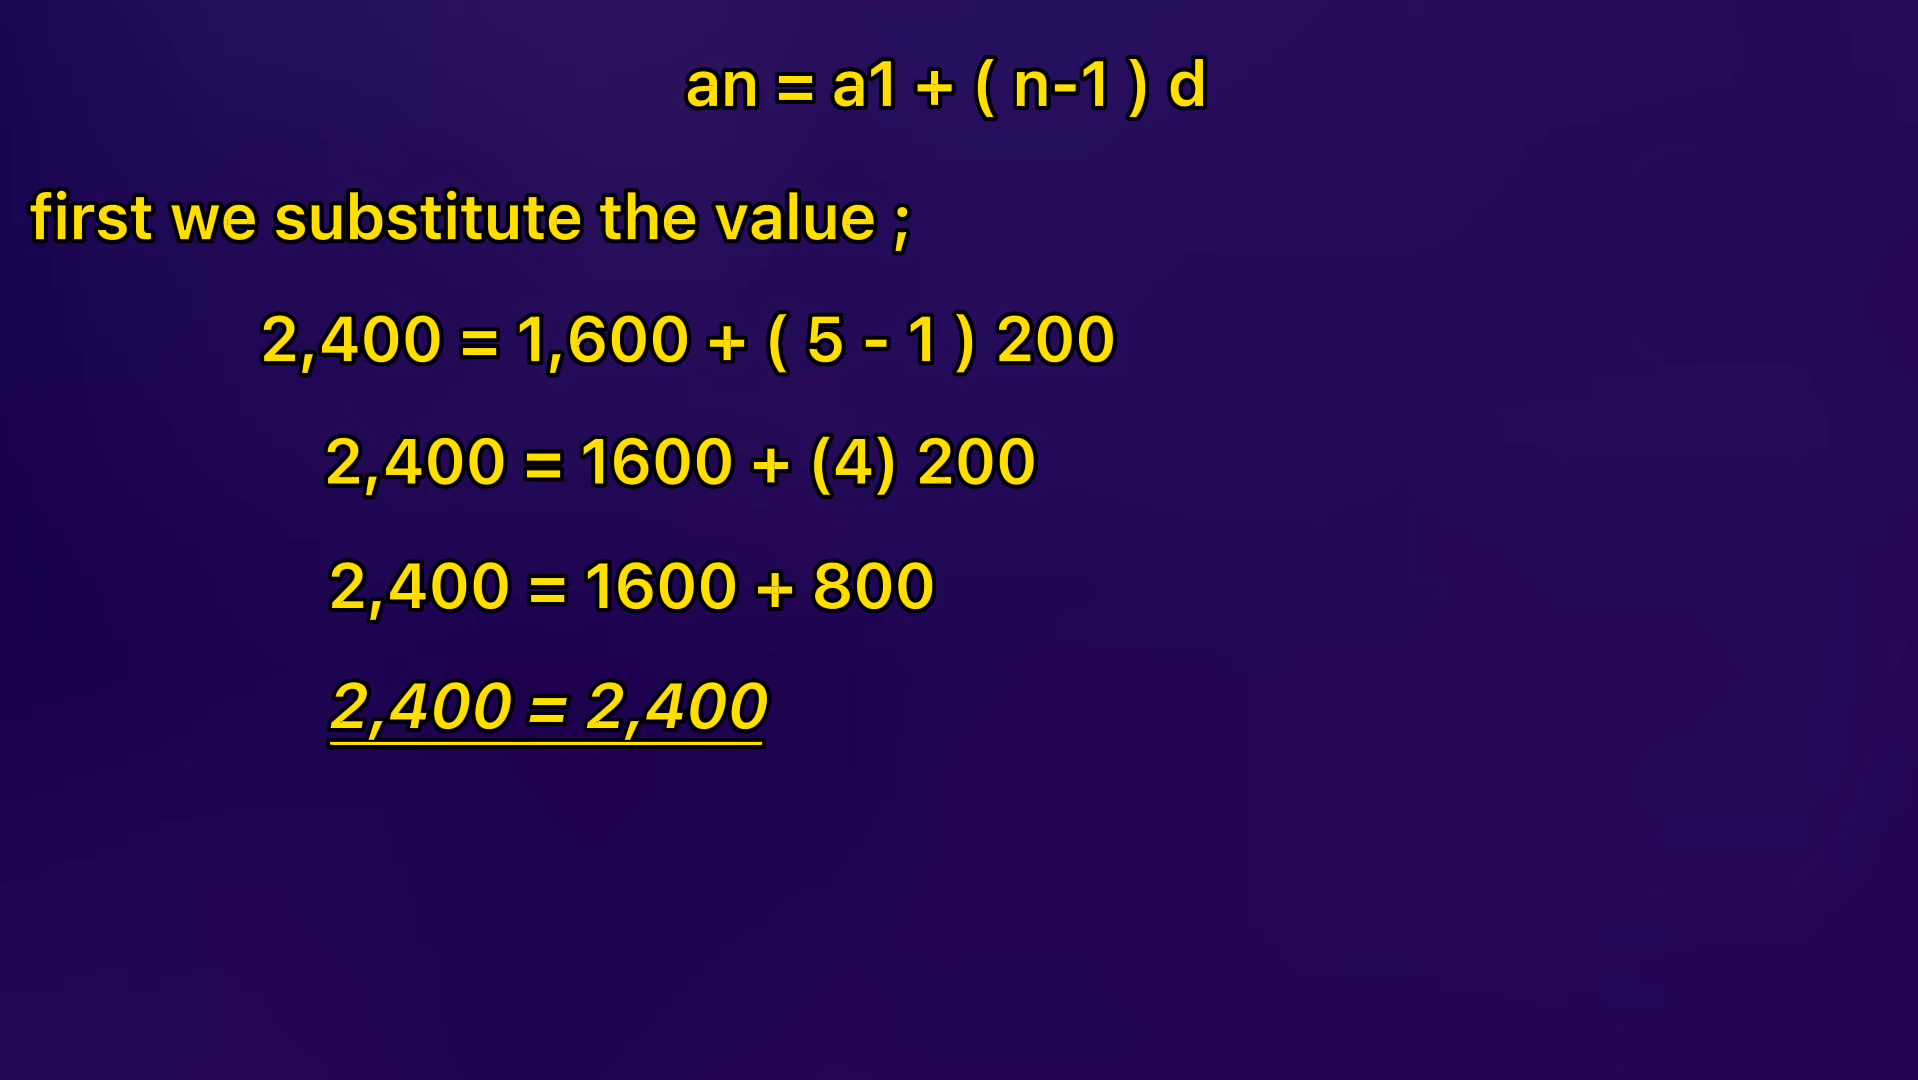 an = a1 + ( n-1 ) d
first we substitute the value ;
2,400 = 1,600 + ( 5 - 1 ) 200
2,400 = 1600 + (4) 200
2,400 = 1600 + 800
2,400 = 2,400